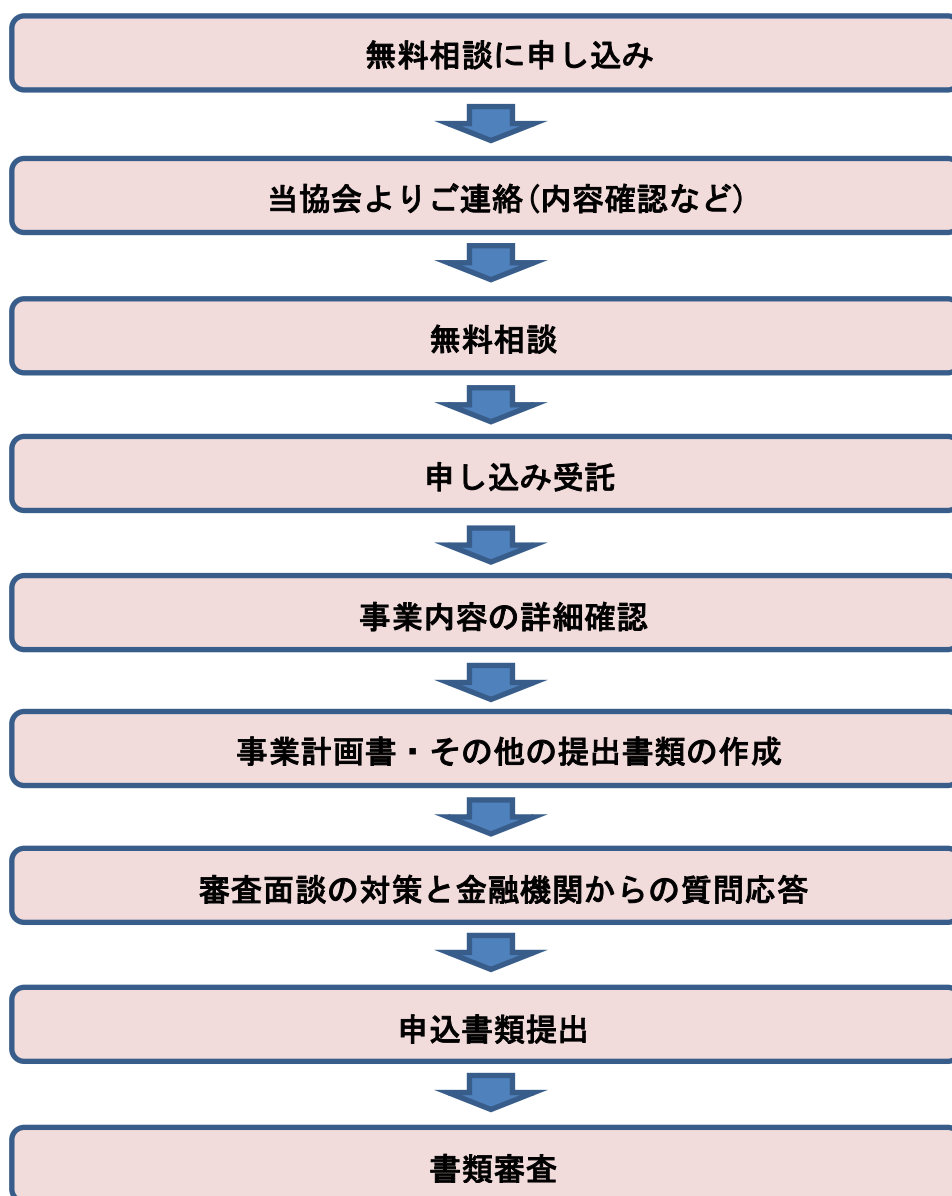 無料相談に申し込み
当協会よりご連絡(内容確認など)
無料相談
申し込み受託
事業内容の詳細確認
事業計画書・その他の提出書類の作成
審査面談の対策と金融機関からの質問応答
申込書類提出
書類審査